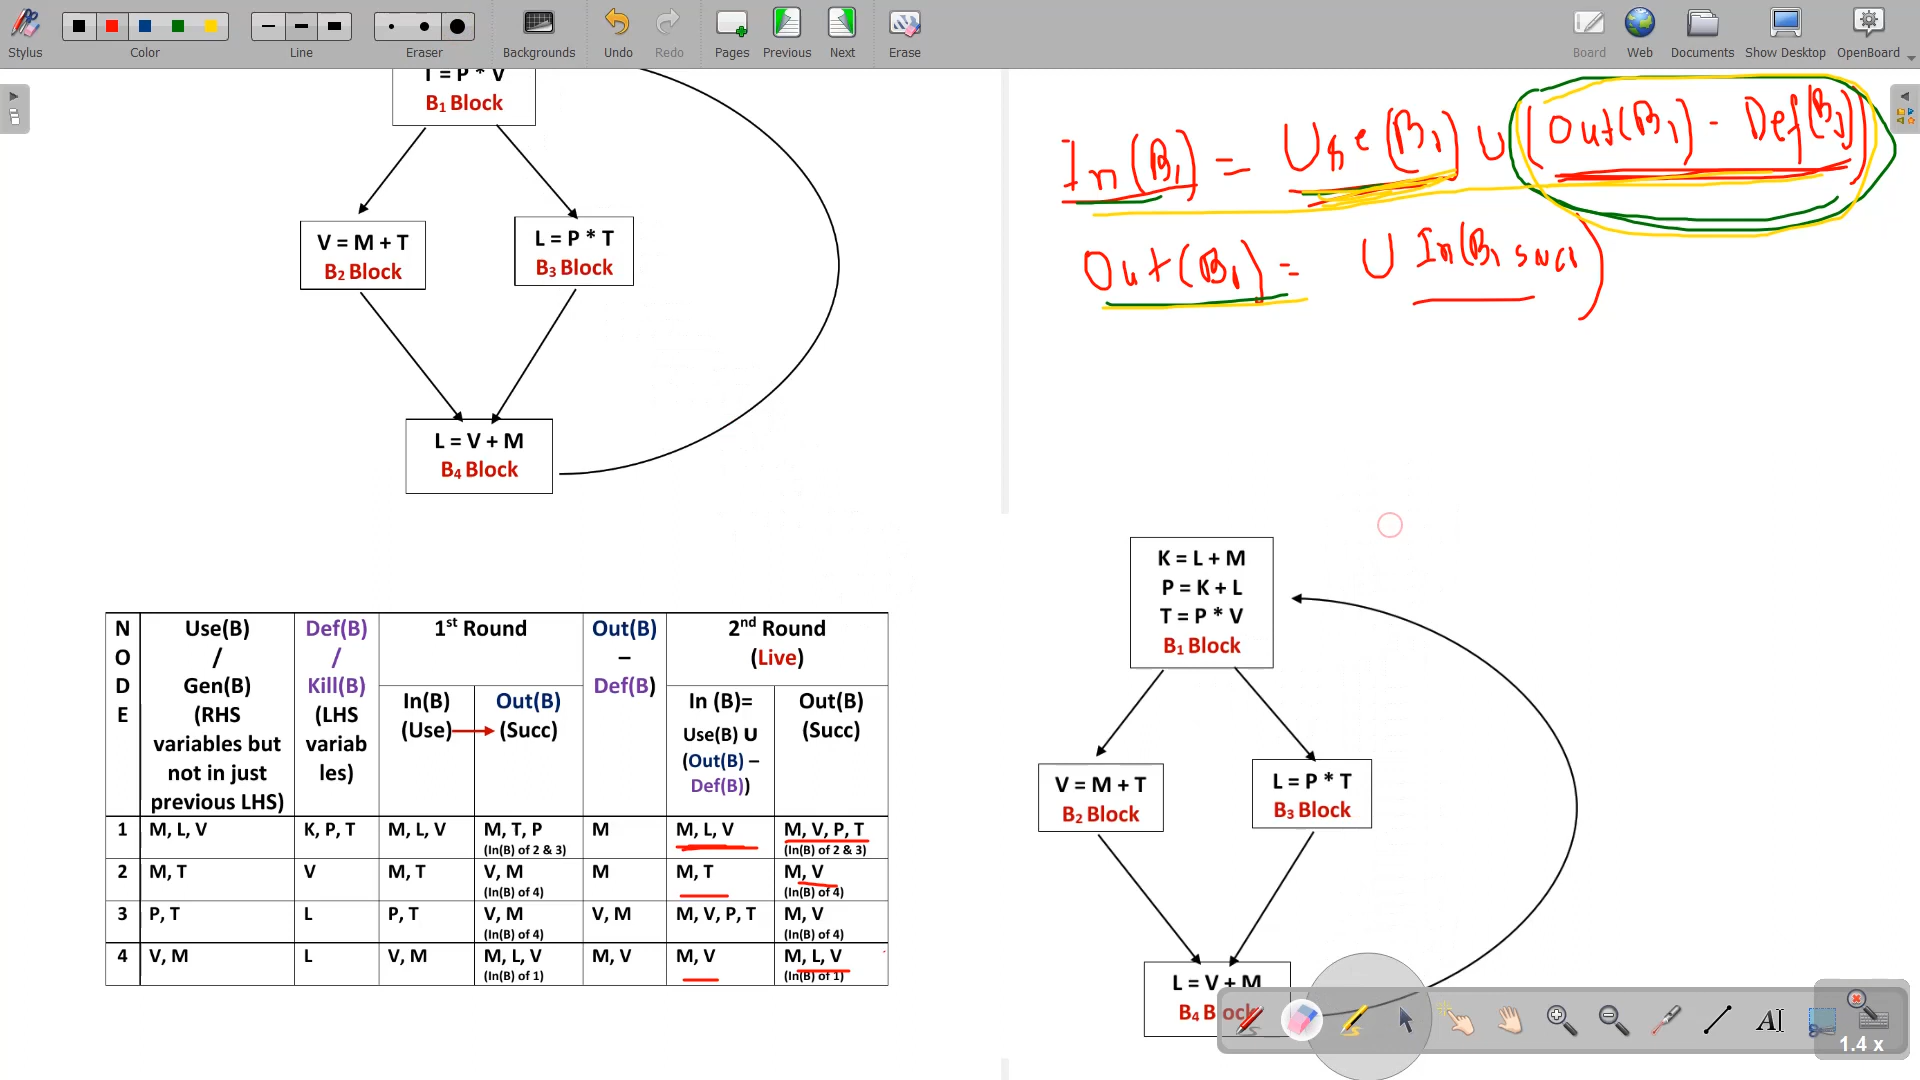 Stylus
Color
Line
Eraser
Backgrounds
Undo
Redo
Pages
Previous
Next
Erase
Board
Web
Documents
Show Desktop
OpenBoard
T = P * V
B₁ Block
V = M + T
B₂ Block
L = P * T
B₃ Block
L = V + M
B₄ Block
In(B₁) = Use(B₁) ∪ (Out(B₁) - Def(B₁))
Out(B₁) = ∪ In(B₁ succ)
N O D E
Use(B) / Gen(B) (RHS variables but not in just previous LHS)
Def(B) / Kill(B) (LHS variab les)
1st Round
Out(B) – Def(B)
2nd Round (Live)
In(B) (Use)
Out(B) (Succ)
In (B)= Use(B) U (Out(B) – Def(B))
Out(B) (Succ)
1 M, L, V K, P, T M, L, V M, T, P (In(B) of 2 & 3) M M, L, V M, V, P, T (In(B) of 2 & 3)
2 M, T V M, T V, M (In(B) of 4) M M, T M, V (In(B) of 4)
3 P, T L P, T V, M (In(B) of 4) V, M M, V, P, T M, V (In(B) of 4)
4 V, M L V, M M, L, V (In(B) of 1) M, V M, V M, L, V (In(B) of 1)
K = L + M
P = K + L
T = P * V
B₁ Block
V = M + T
B₂ Block
L = P * T
B₃ Block
L = V + M
B₄ Block
1.4 x